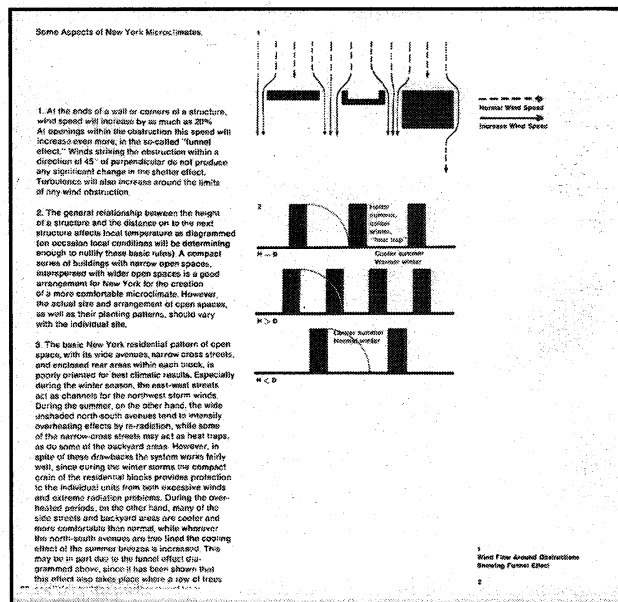 Some Aspects of New York Microclimates.
1. At the ends of a wall or corners of a structure,
wind speed will increase by as much as 20%
At openings within the obstruction this speed will
increase even more, in the so-called "tunnel
effect." Winds striking the obstruction within a
direction of 45° of perpendicular do not produce
any significant change in the shelter effect.
Turbulence will also increase around the limits
of any wind obstruction.
2. The general relationship between the height
of a structure and the distance on to the next
structure affects local temperature as diagrammed
(on occasion local conditions will be determining
enough to nullify these basic rules) A compact
series of buildings with narrow open spaces,
interspersed with wider open spaces is a good
arrangement for New York for the creation
of a more comfortable microclimate. However,
the actual size and arrangement of open spaces,
as well as their planting patterns, should vary
with the individual site.
3. The basic New York residential pattern of open
space, with its wide avenues, narrow cross streets,
and enclosed rear areas within each block, is
poorly oriented for best climatic results. Especially
during the winter season, the east-west streets
act as channels for the northwest storm winds.
During the summer, on the other hand, the wide
unshaded north-south avenues tend to intensify
overheating effects by re-radiation, while some
of the narrow-cross streets may act as heat traps,
as do some of the backyard areas. However, in
spite of these drawbacks the system works fairly
well, since during the winter storms the compact
grain of the residential blocks provides protection
to the individual units from both excessive winds
and extreme radiation problems. During the over-
heated periods, on the other hand, many of the
side streets and backyard areas are cooler and
more comfortable than normal, while wherever
the north-south avenues are tree lined the cooling
effect of the summer breezes is increased. This
may be in part due to the funnel effect dia-
grammed above, since it has been shown that
this effect also takes place where a row of trees
1
Normal Wind Speed
Increase Wind Speed
2
Hotter
summer,
winter,
"heat trap"
H = D
Cooler summer
Warmer winter
H > D
Cooler summer
Normal winter
H < D
1
Wind Flow Around Obstructions
Showing Funnel Effect
2